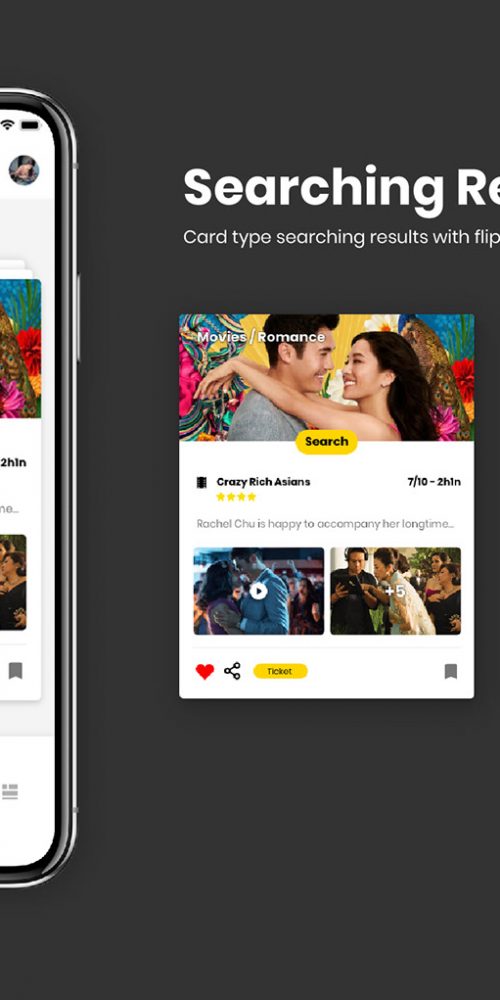 Searching Re
Card type searching results with flip
Movies / Romance
Search
Crazy Rich Asians
7/10 - 2h1n
Rachel Chu is happy to accompany her longtime...
+5
Ticket
2h1n
me...